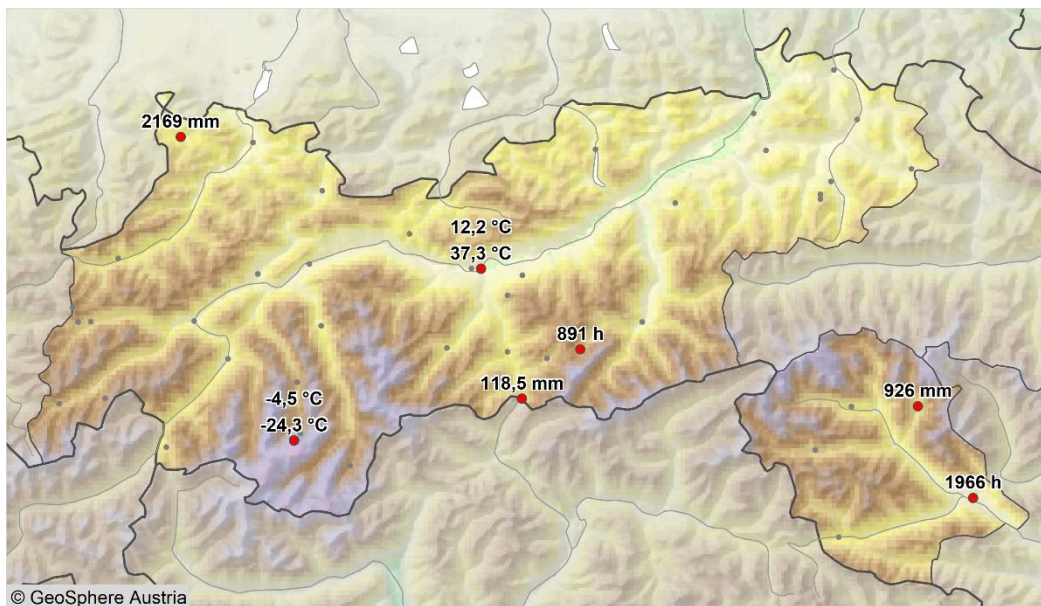 2169 mm
12,2 °C
37,3 °C
891 h
118,5 mm
-4,5 °C
926 mm
-24,3 °C
1966 h
© GeoSphere Austria